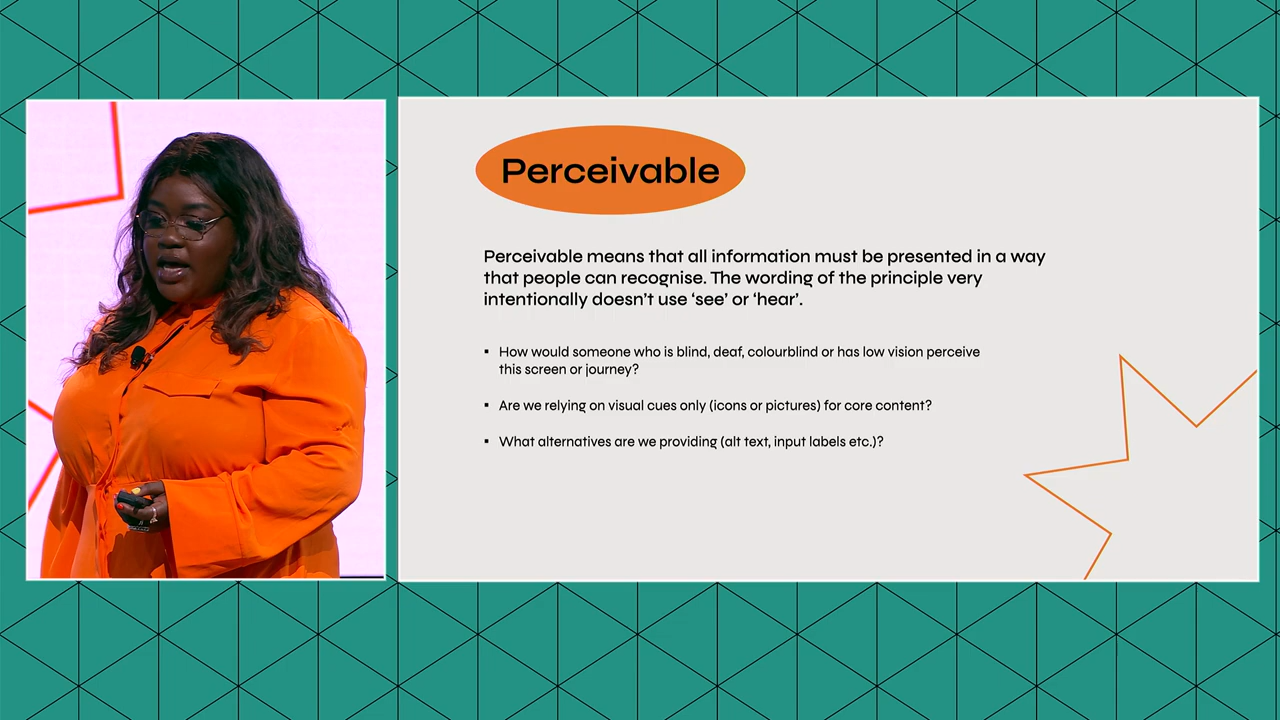 Perceivable
Perceivable means that all information must be presented in a way
that people can recognise. The wording of the principle very
intentionally doesn’t use ‘see’ or ‘hear’.
▪ How would someone who is blind, deaf, colourblind or has low vision perceive
this screen or journey?
▪ Are we relying on visual cues only (icons or pictures) for core content?
▪ What alternatives are we providing (alt text, input labels etc.)?